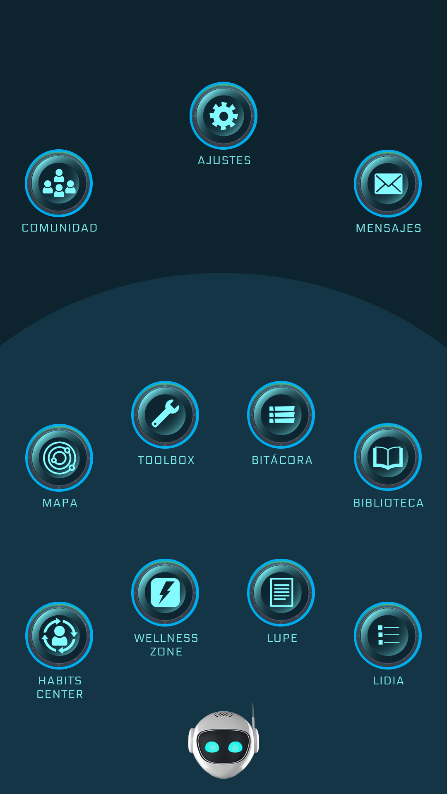 AJUSTES
COMUNIDAD
MENSAJES
TOOLBOX
BITÁCORA
MAPA
BIBLIOTECA
WELLNESS
ZONE
LUPE
HABITS
CENTER
LIDIA